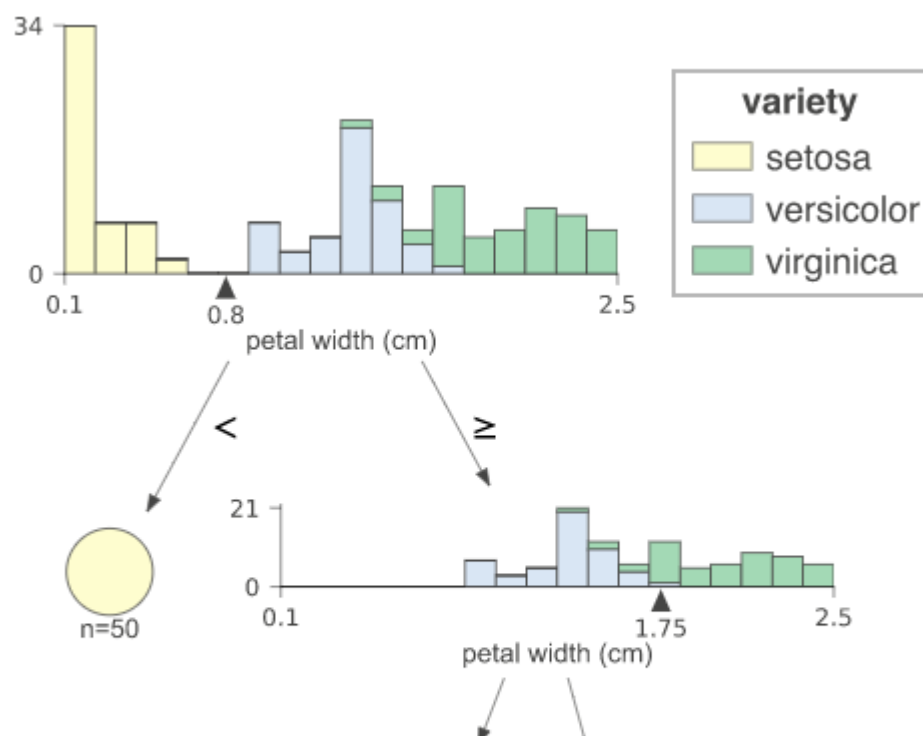 34
0
0.1
0.8
2.5
petal width (cm)
variety
setosa
versicolor
virginica
<
≥
n=50
21
0
0.1
1.75
2.5
petal width (cm)